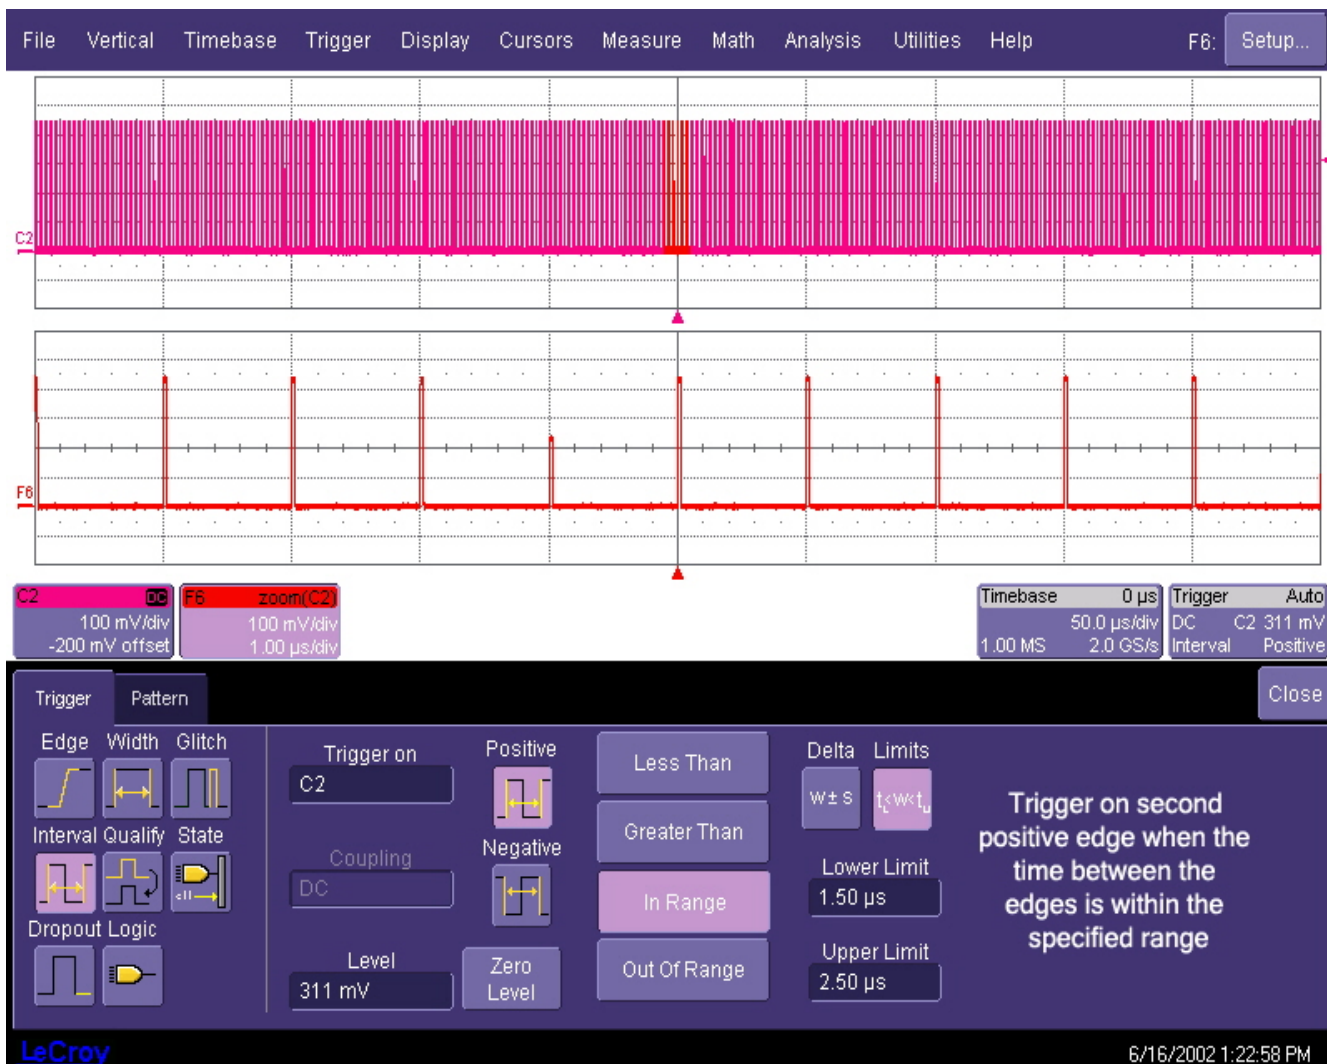 File Vertical Timebase Trigger Display Cursors Measure Math Analysis Utilities Help F6: Setup...
C2
F6
C2 DC F6 zoom(C2) Timebase 0 µs Trigger Auto
100 mV/div 100 mV/div 50.0 µs/div DC C2 311 mV
-200 mV offset 1.00 µs/div 1.00 MS 2.0 GS/s Interval Positive
Trigger Pattern Close
Edge Width Glitch
Interval Qualify State
Dropout Logic
Trigger on
C2
Coupling
DC
Level
311 mV
Positive
Negative
Zero
Level
Less Than
Greater Than
In Range
Out Of Range
Delta Limits
w ± s tL<w<tu
Lower Limit
1.50 µs
Upper Limit
2.50 µs
Trigger on second
positive edge when the
time between the
edges is within the
specified range
LeCroy 6/16/2002 1:22:58 PM